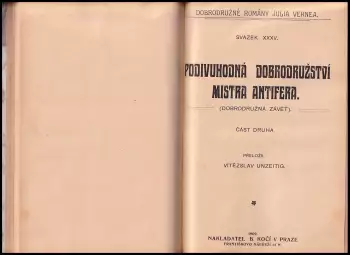 DOBRODRUŽNÉ ROMÁNY JULIA VERNEA.
SVAZEK XXXV.
PODIVUHODNÁ DOBRODRUŽSTVÍ
MISTRA ANTIFERA.
(DOBRODRUŽNÁ ZÁVĚŤ).
ČÁST DRUHÁ.
PŘELOŽIL
VÍTĚZSLAV UNZEITIG.
NAKLADATEL B. KOČÍ V PRAZE